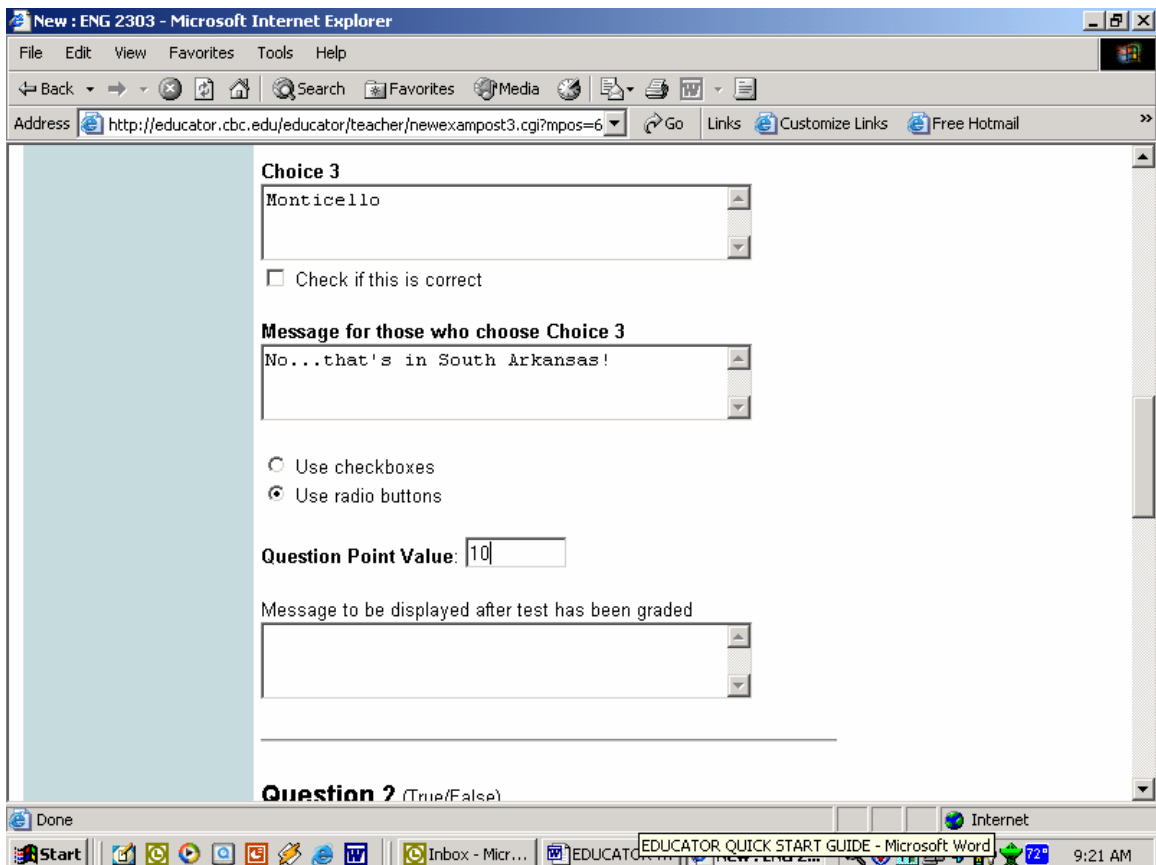 New : ENG 2303 - Microsoft Internet Explorer
File Edit View Favorites Tools Help
Back Search Favorites Media
Address http://educator.cbc.edu/educator/teacher/newexampost3.cgi?mpos=6 Go Links Customize Links Free Hotmail »
Choice 3
Monticello
Check if this is correct
Message for those who choose Choice 3
No...that's in South Arkansas!
Use checkboxes
Use radio buttons
Question Point Value: 10
Message to be displayed after test has been graded
Question 2 (True/False)
Done Internet
EDUCATOR QUICK START GUIDE - Microsoft Word
Start Inbox - Micr... EDUCATOR 72° 9:21 AM